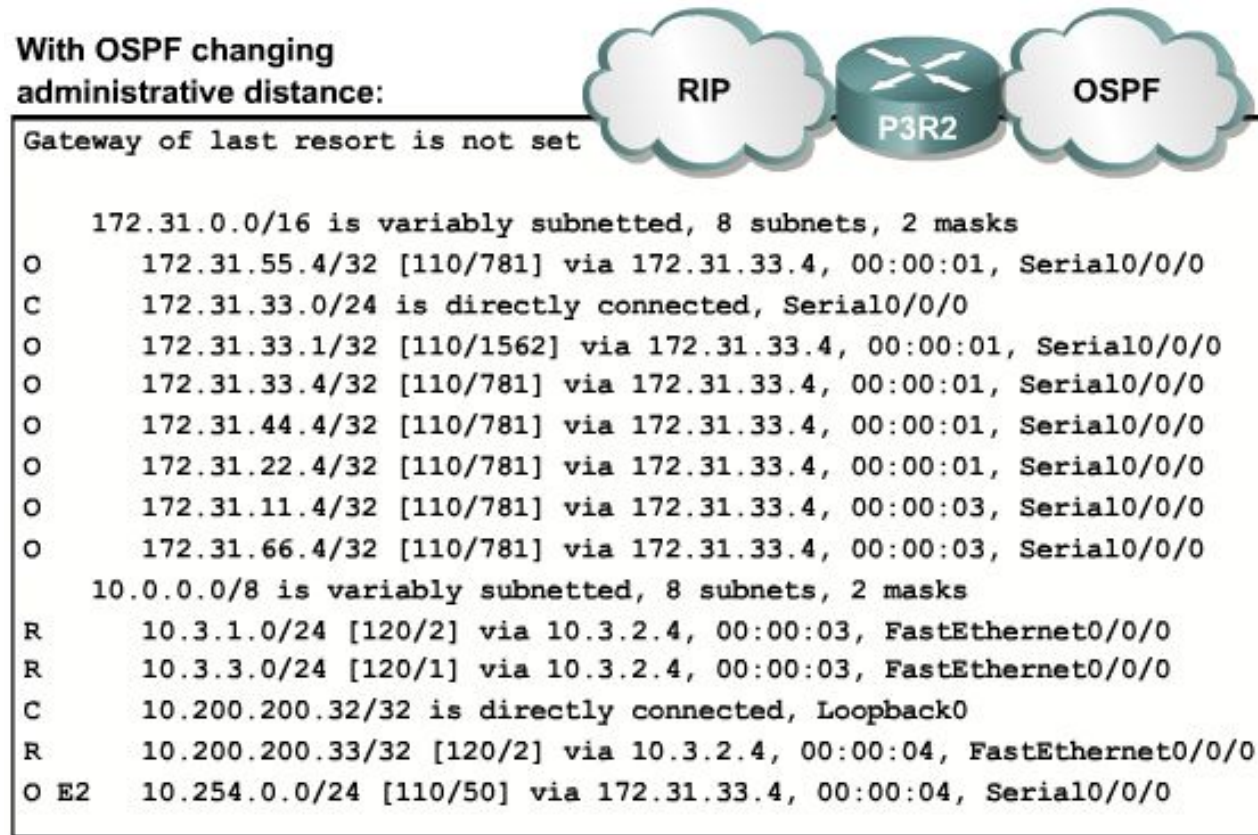 With OSPF changing
administrative distance:
RIP
P3R2
OSPF
Gateway of last resort is not set
172.31.0.0/16 is variably subnetted, 8 subnets, 2 masks
O 172.31.55.4/32 [110/781] via 172.31.33.4, 00:00:01, Serial0/0/0
C 172.31.33.0/24 is directly connected, Serial0/0/0
O 172.31.33.1/32 [110/1562] via 172.31.33.4, 00:00:01, Serial0/0/0
O 172.31.33.4/32 [110/781] via 172.31.33.4, 00:00:01, Serial0/0/0
O 172.31.44.4/32 [110/781] via 172.31.33.4, 00:00:01, Serial0/0/0
O 172.31.22.4/32 [110/781] via 172.31.33.4, 00:00:01, Serial0/0/0
O 172.31.11.4/32 [110/781] via 172.31.33.4, 00:00:03, Serial0/0/0
O 172.31.66.4/32 [110/781] via 172.31.33.4, 00:00:03, Serial0/0/0
10.0.0.0/8 is variably subnetted, 8 subnets, 2 masks
R 10.3.1.0/24 [120/2] via 10.3.2.4, 00:00:03, FastEthernet0/0/0
R 10.3.3.0/24 [120/1] via 10.3.2.4, 00:00:03, FastEthernet0/0/0
C 10.200.200.32/32 is directly connected, Loopback0
R 10.200.200.33/32 [120/2] via 10.3.2.4, 00:00:04, FastEthernet0/0/0
O E2 10.254.0.0/24 [110/50] via 172.31.33.4, 00:00:04, Serial0/0/0